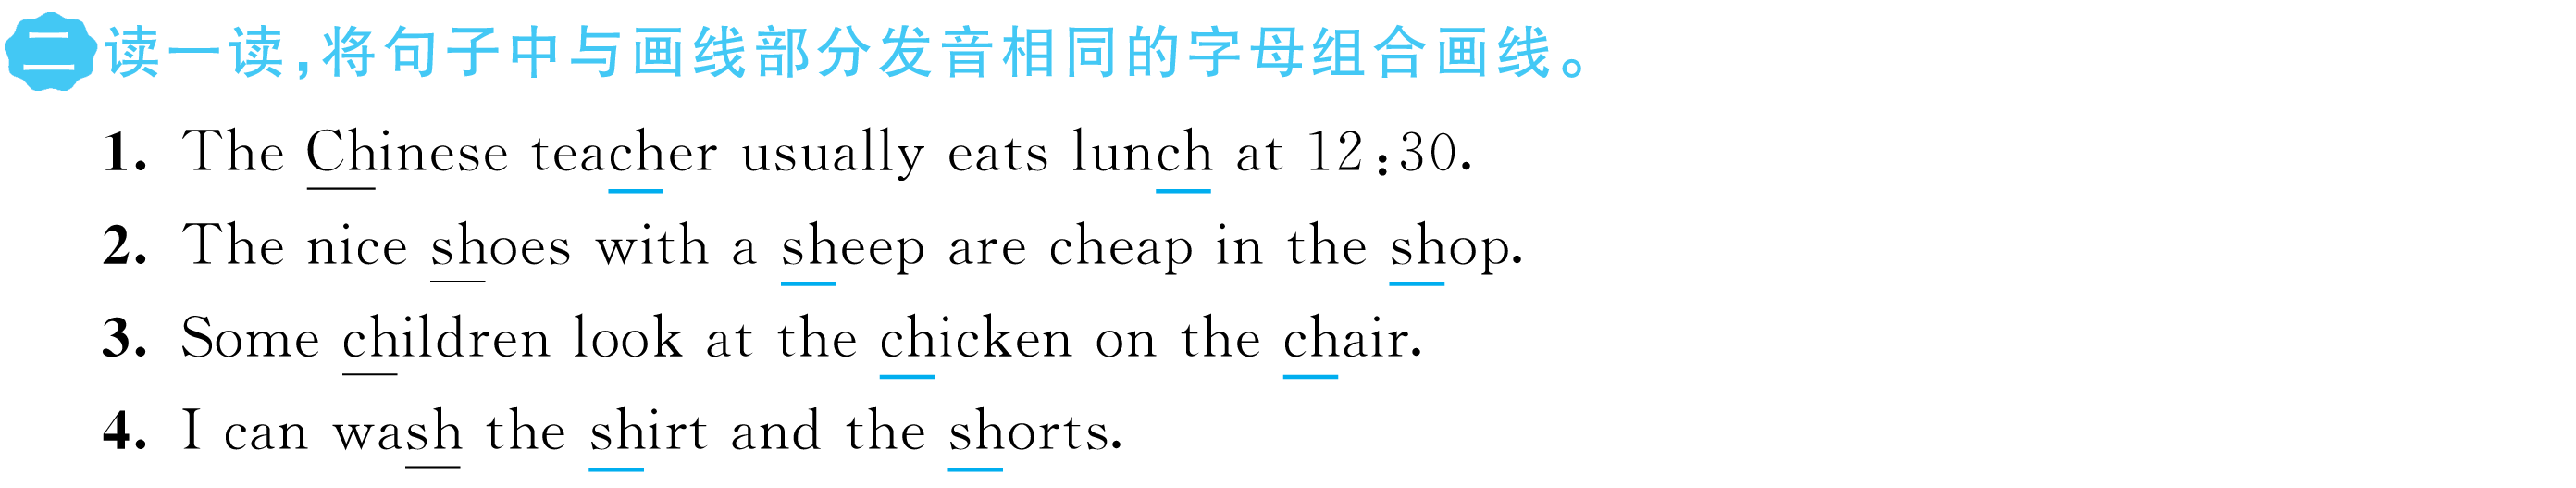 二 读一读,将句子中与画线部分发音相同的字母组合画线。
1. The Chinese teacher usually eats lunch at 12:30.
2. The nice shoes with a sheep are cheap in the shop.
3. Some children look at the chicken on the chair.
4. I can wash the shirt and the shorts.